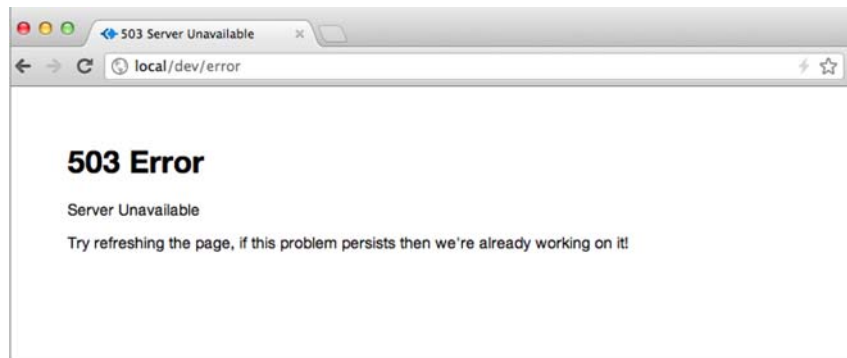 503 Server Unavailable
local/dev/error
503 Error
Server Unavailable
Try refreshing the page, if this problem persists then we're already working on it!